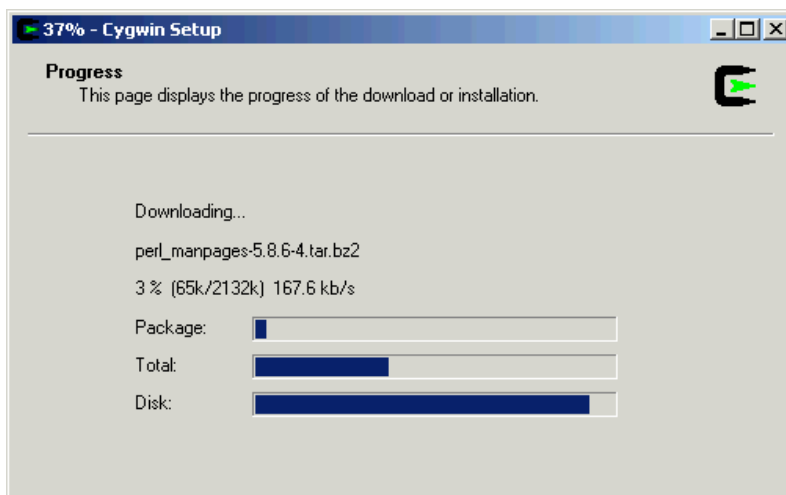 37% - Cygwin Setup
Progress
This page displays the progress of the download or installation.
Downloading...
perl_manpages-5.8.6-4.tar.bz2
3 % (65k/2132k) 167.6 kb/s
Package:
Total:
Disk: